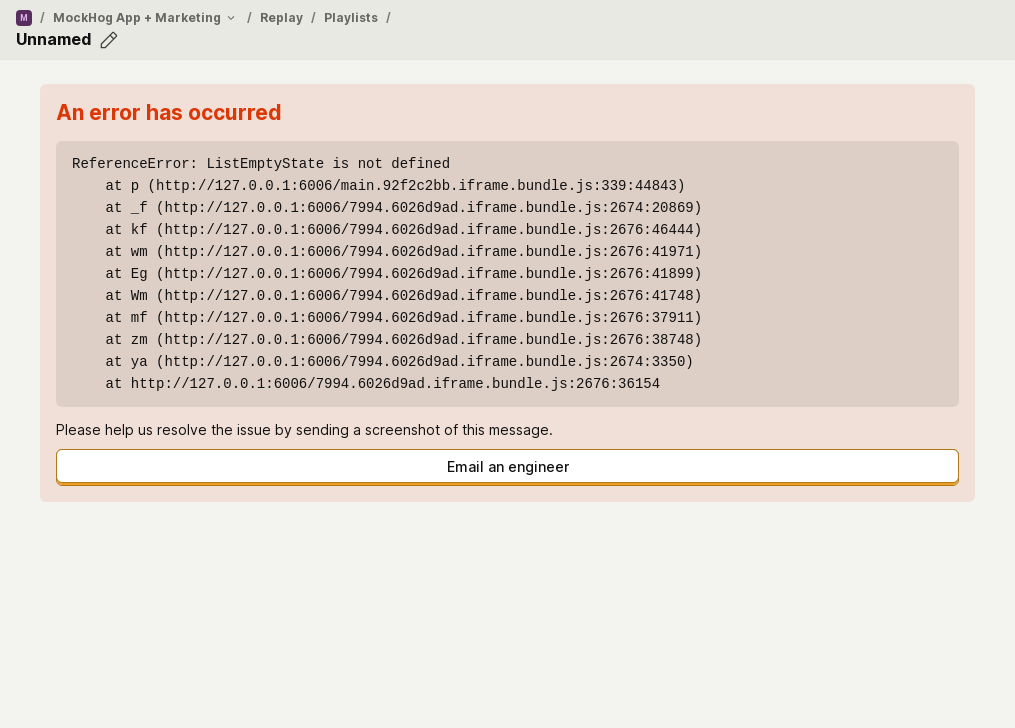 M / MockHog App + Marketing / Replay / Playlists /
Unnamed
An error has occurred
ReferenceError: ListEmptyState is not defined
at p (http://127.0.0.1:6006/main.92f2c2bb.iframe.bundle.js:339:44843)
at _f (http://127.0.0.1:6006/7994.6026d9ad.iframe.bundle.js:2674:20869)
at kf (http://127.0.0.1:6006/7994.6026d9ad.iframe.bundle.js:2676:46444)
at wm (http://127.0.0.1:6006/7994.6026d9ad.iframe.bundle.js:2676:41971)
at Eg (http://127.0.0.1:6006/7994.6026d9ad.iframe.bundle.js:2676:41899)
at Wm (http://127.0.0.1:6006/7994.6026d9ad.iframe.bundle.js:2676:41748)
at mf (http://127.0.0.1:6006/7994.6026d9ad.iframe.bundle.js:2676:37911)
at zm (http://127.0.0.1:6006/7994.6026d9ad.iframe.bundle.js:2676:38748)
at ya (http://127.0.0.1:6006/7994.6026d9ad.iframe.bundle.js:2674:3350)
at http://127.0.0.1:6006/7994.6026d9ad.iframe.bundle.js:2676:36154
Please help us resolve the issue by sending a screenshot of this message.
Email an engineer